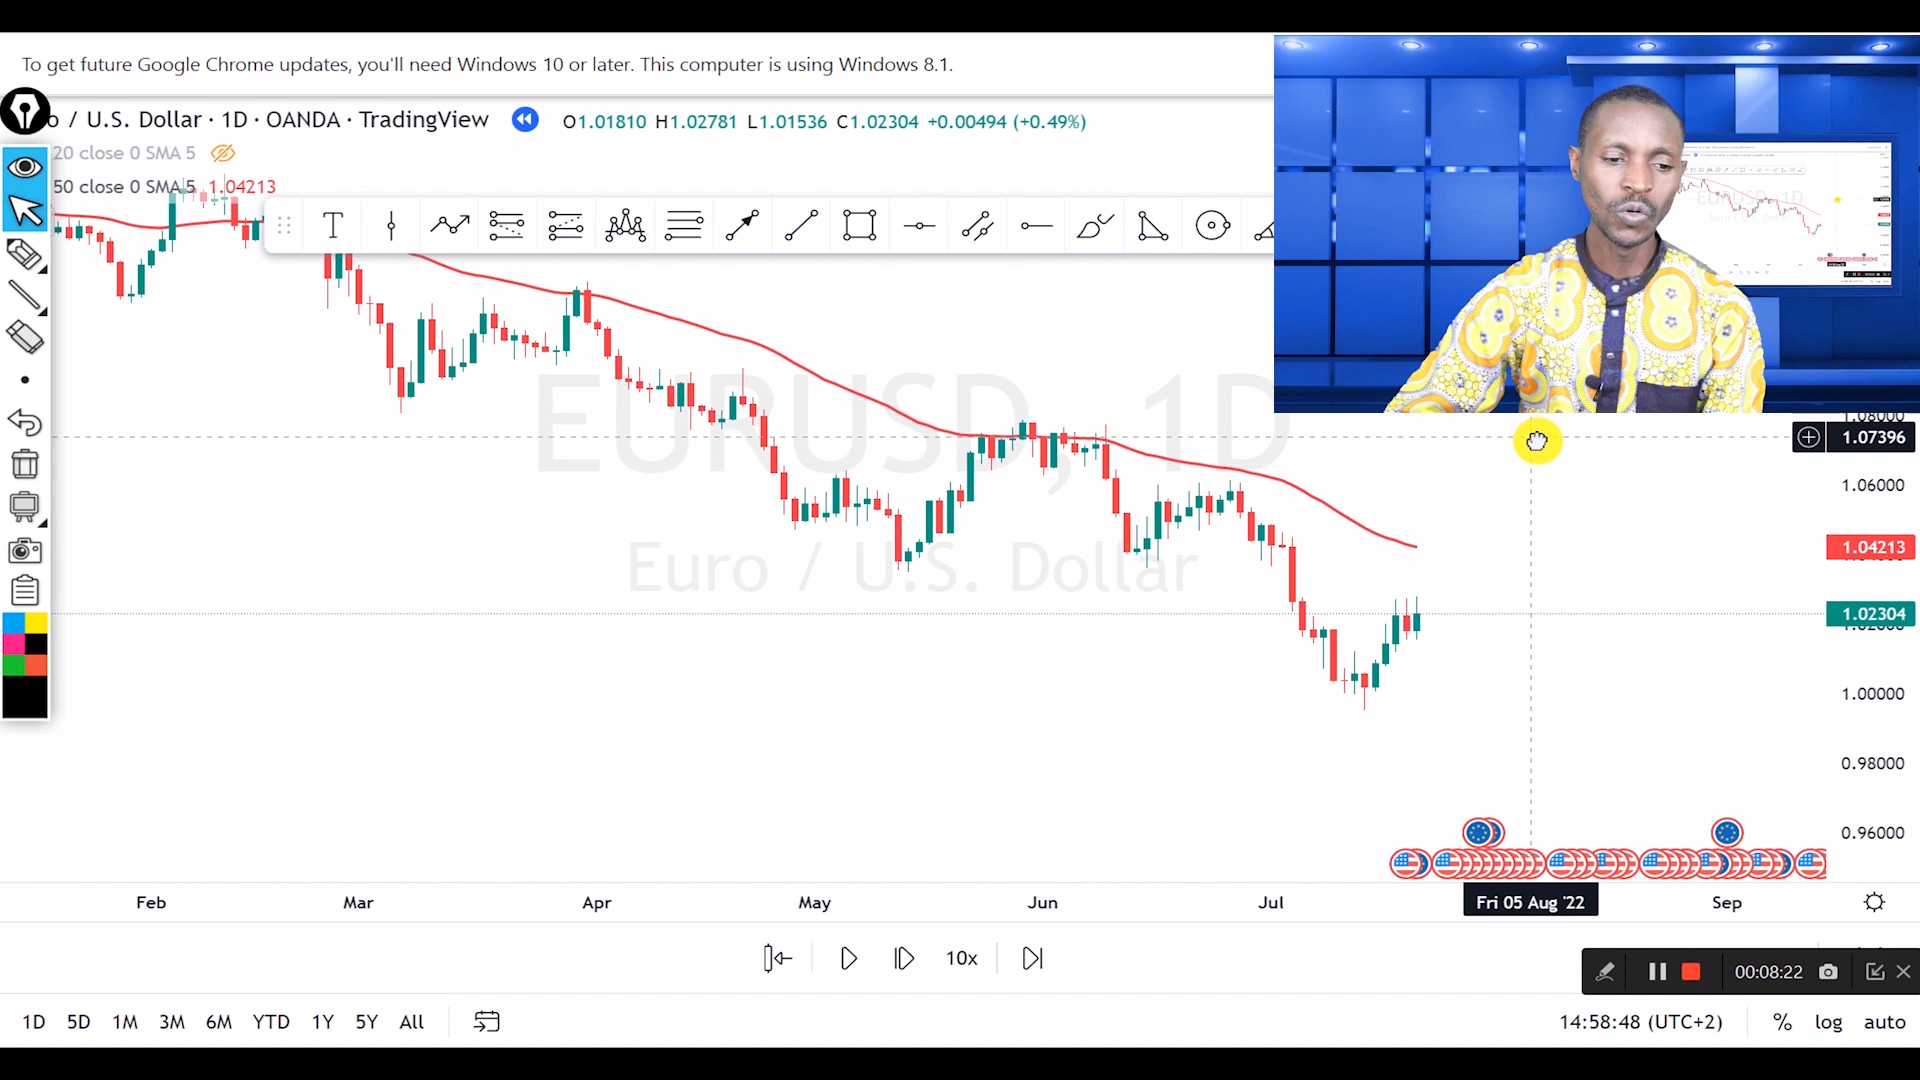 To get future Google Chrome updates, you'll need Windows 10 or later. This computer is using Windows 8.1.
o / U.S. Dollar · 1D · OANDA · TradingView O1.01810 H1.02781 L1.01536 C1.02304 +0.00494 (+0.49%)
20 close 0 SMA 5
50 close 0 SMA 5 1.04213
T
EURUSD, 1D
Euro / U.S. Dollar
EURUSD, 1D
1.08000
1.07396
1.06000
1.04213
1.02304
1.00000
0.98000
0.96000
Feb Mar Apr May Jun Jul Fri 05 Aug '22 Sep
10x
00:08:22
1D 5D 1M 3M 6M YTD 1Y 5Y All
14:58:48 (UTC+2) % log auto